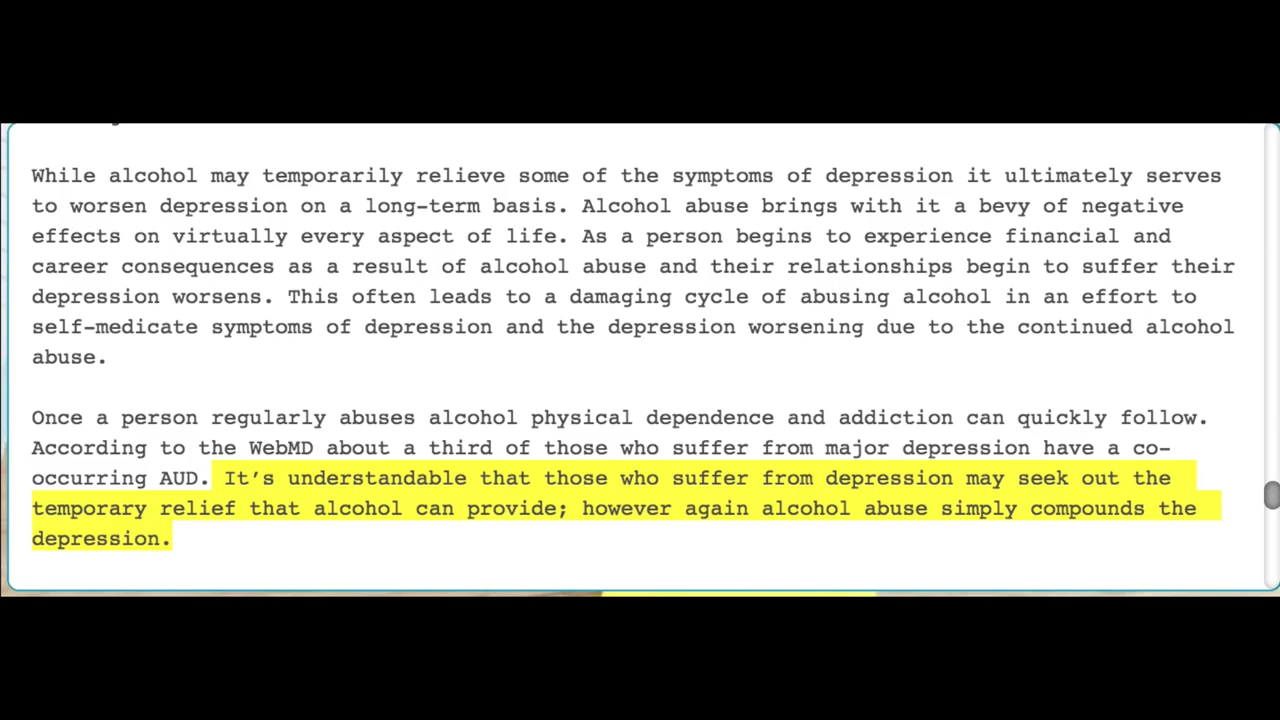 While alcohol may temporarily relieve some of the symptoms of depression it ultimately serves
to worsen depression on a long-term basis. Alcohol abuse brings with it a bevy of negative
effects on virtually every aspect of life. As a person begins to experience financial and
career consequences as a result of alcohol abuse and their relationships begin to suffer their
depression worsens. This often leads to a damaging cycle of abusing alcohol in an effort to
self-medicate symptoms of depression and the depression worsening due to the continued alcohol
abuse.
Once a person regularly abuses alcohol physical dependence and addiction can quickly follow.
According to the WebMD about a third of those who suffer from major depression have a co-
occurring AUD. It’s understandable that those who suffer from depression may seek out the
temporary relief that alcohol can provide; however again alcohol abuse simply compounds the
depression.